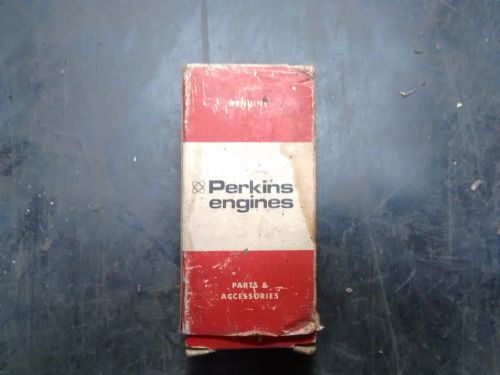 GENUINE
Perkins
engines
PARTS &
ACCESSORIES